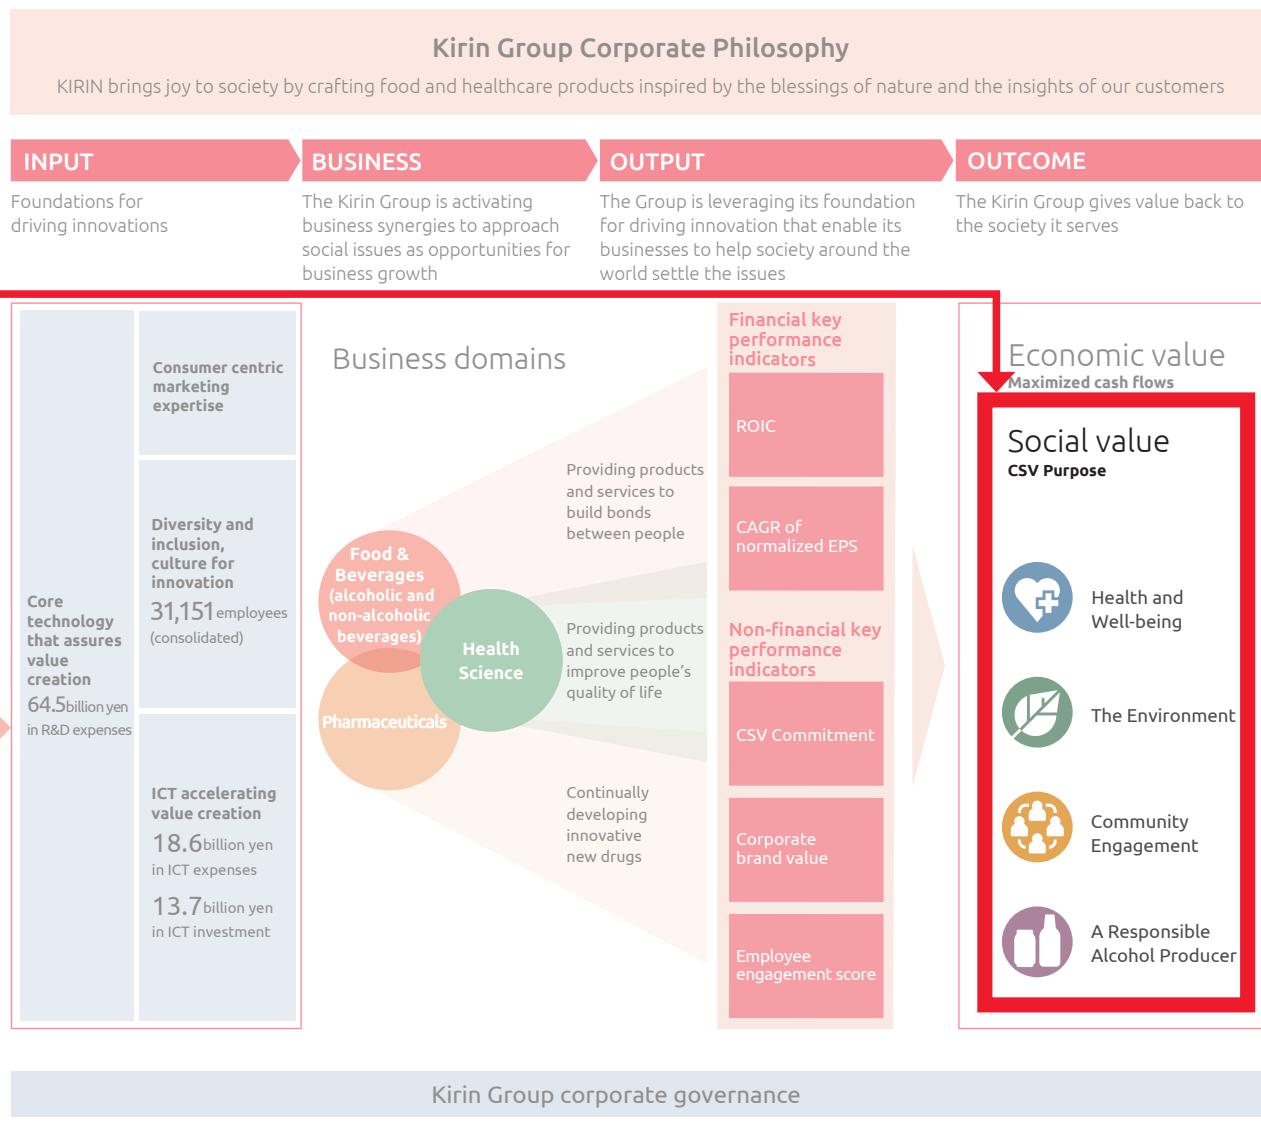 Kirin Group Corporate Philosophy
KIRIN brings joy to society by crafting food and healthcare products inspired by the blessings of nature and the insights of our customers
INPUT
Foundations for
driving innovations
BUSINESS
The Kirin Group is activating
business synergies to approach
social issues as opportunities for
business growth
OUTPUT
The Group is leveraging its foundation
for driving innovation that enable its
businesses to help society around the
world settle the issues
OUTCOME
The Kirin Group gives value back to
the society it serves
Core
technology
that assures
value
creation
64.5 billion yen
in R&D expenses
Consumer centric
marketing
expertise
Diversity and
inclusion,
culture for
innovation
31,151 employees
(consolidated)
ICT accelerating
value creation
18.6 billion yen
in ICT expenses
13.7 billion yen
in ICT investment
Business domains
Food &
Beverages
(alcoholic and
non-alcoholic
beverages)
Health
Science
Pharmaceuticals
Providing products
and services to
build bonds
between people
Providing products
and services to
improve people’s
quality of life
Continually
developing
innovative
new drugs
Financial key
performance
indicators
ROIC
CAGR of
normalized EPS
Non-financial key
performance
indicators
CSV Commitment
Corporate
brand value
Employee
engagement score
Economic value
Maximized cash flows
Social value
CSV Purpose
Health and
Well-being
The Environment
Community
Engagement
A Responsible
Alcohol Producer
Kirin Group corporate governance